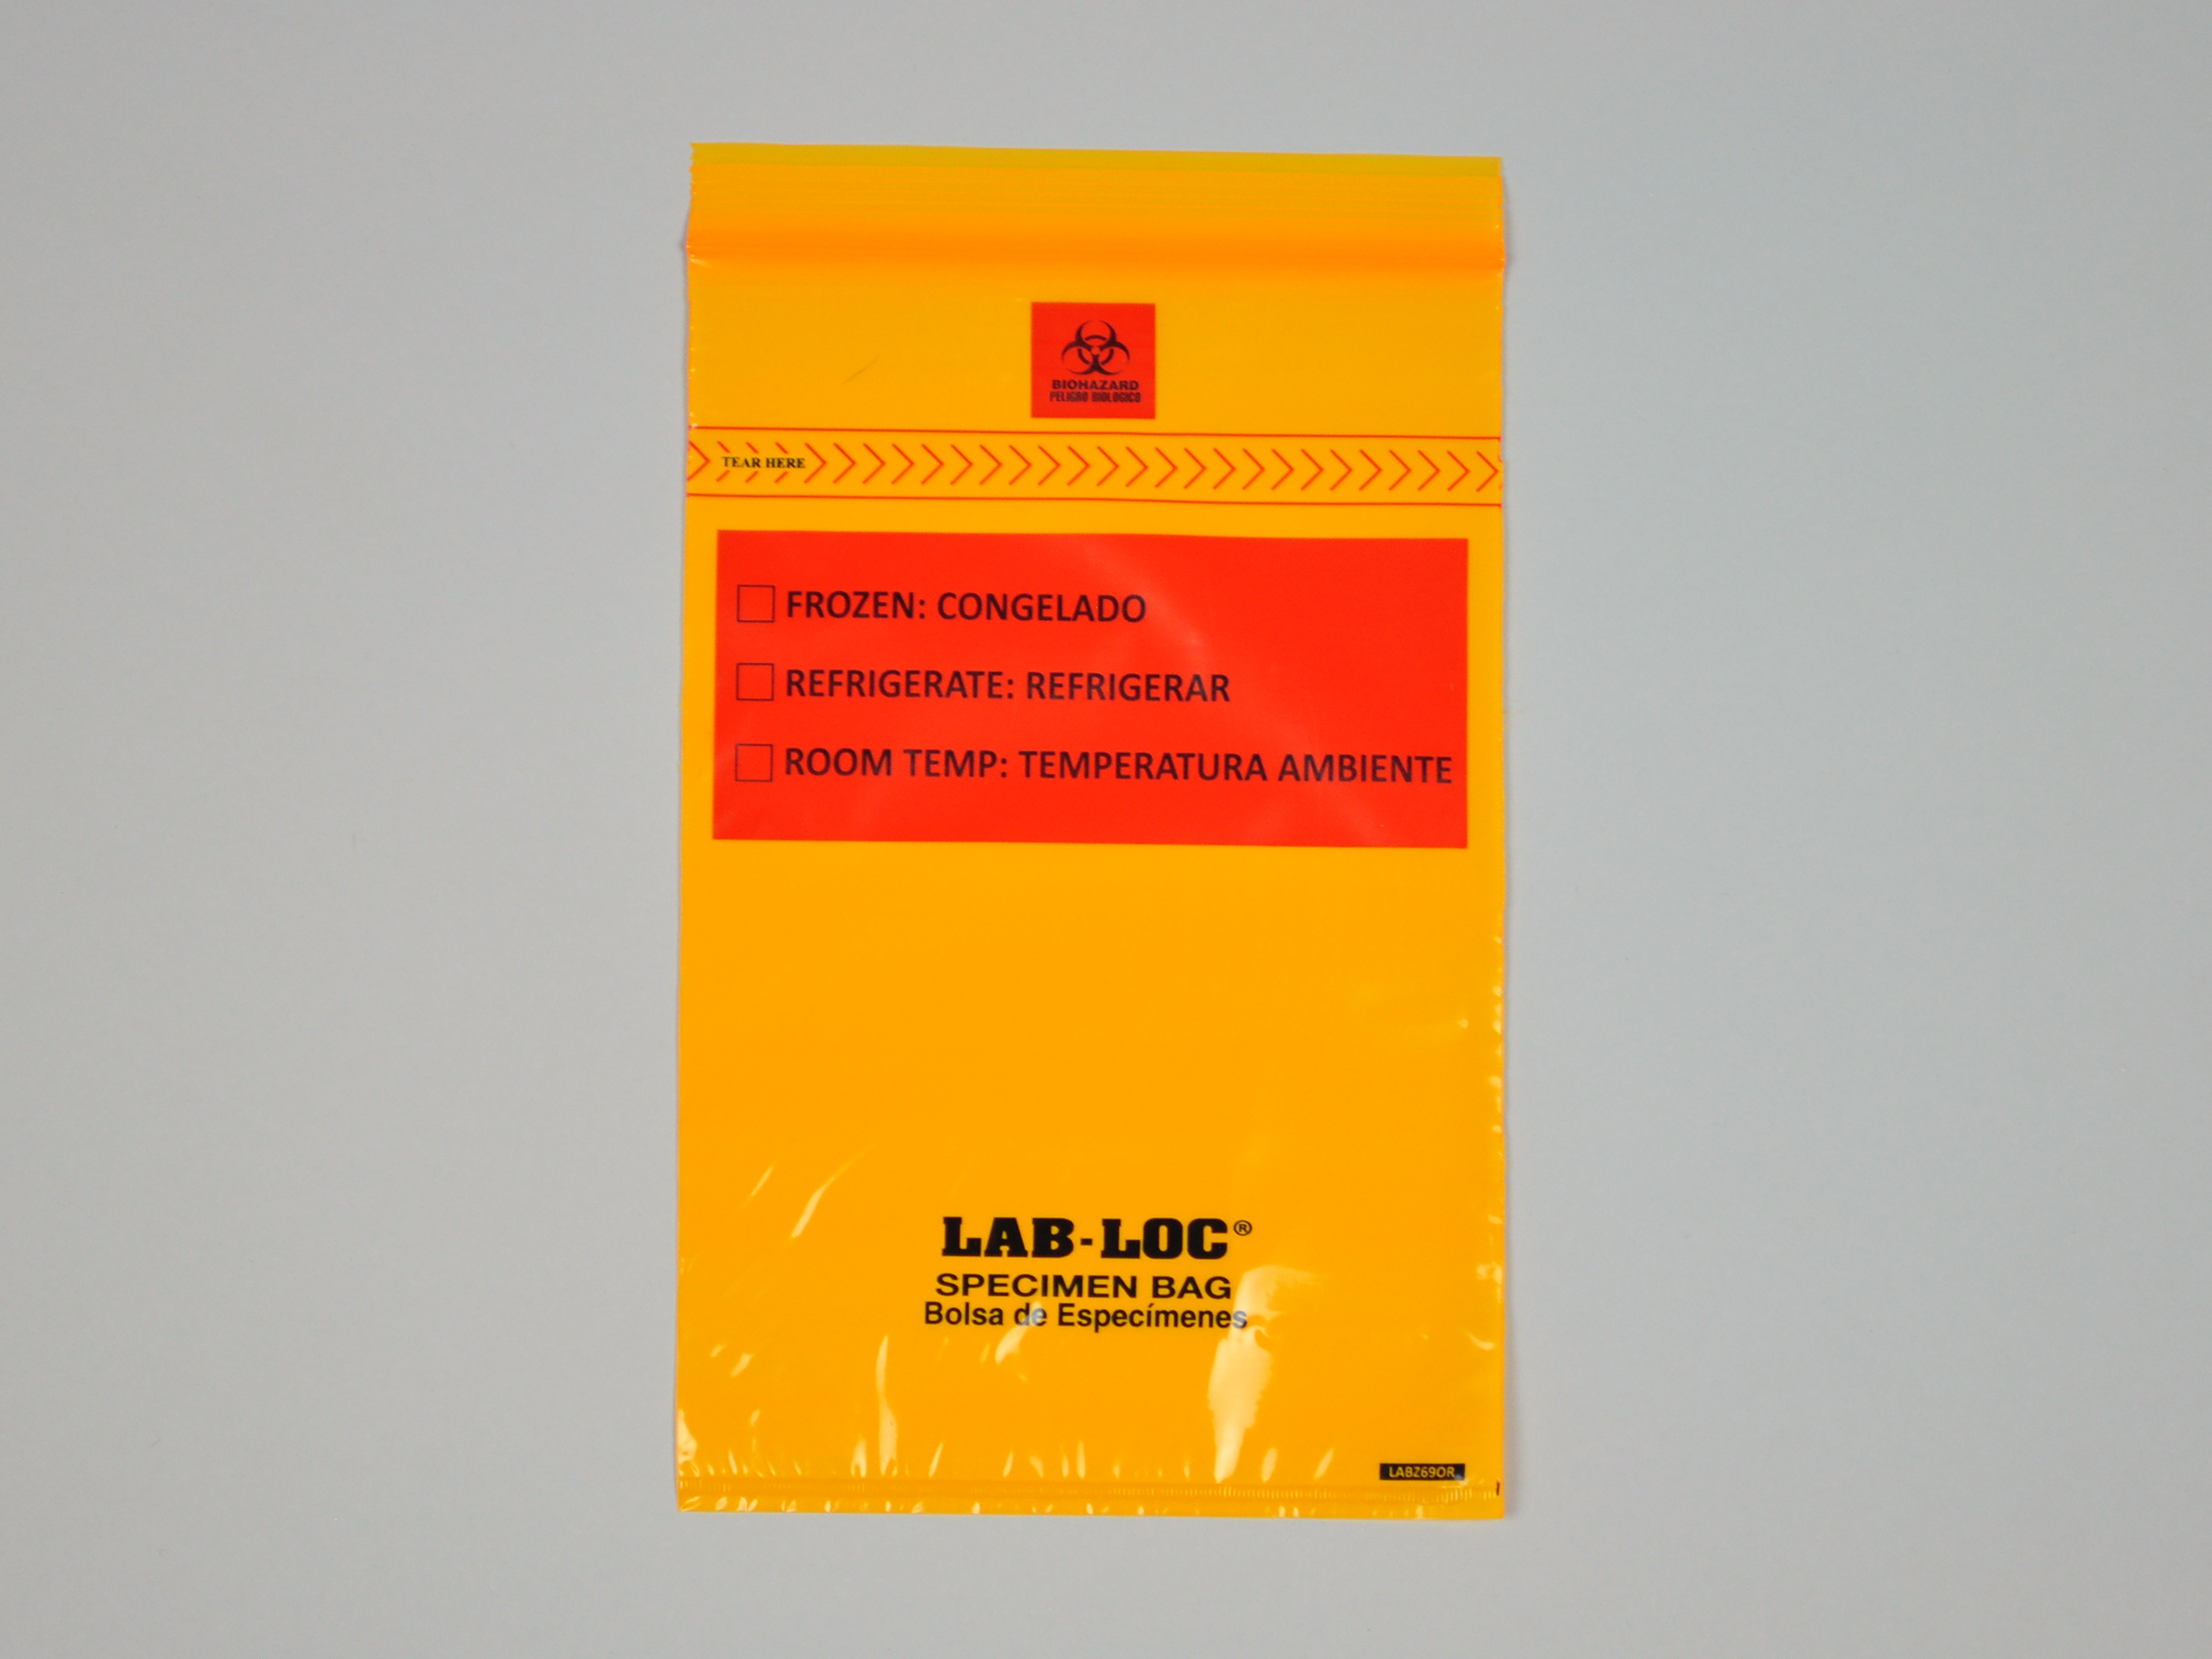 BIOHAZARD
PELIGRO BIOLOGICO
TEAR HERE
FROZEN: CONGELADO
REFRIGERATE: REFRIGERAR
ROOM TEMP: TEMPERATURA AMBIENTE
LAB-LOC®
SPECIMEN BAG
Bolsa de Especímenes
LABZ69OR